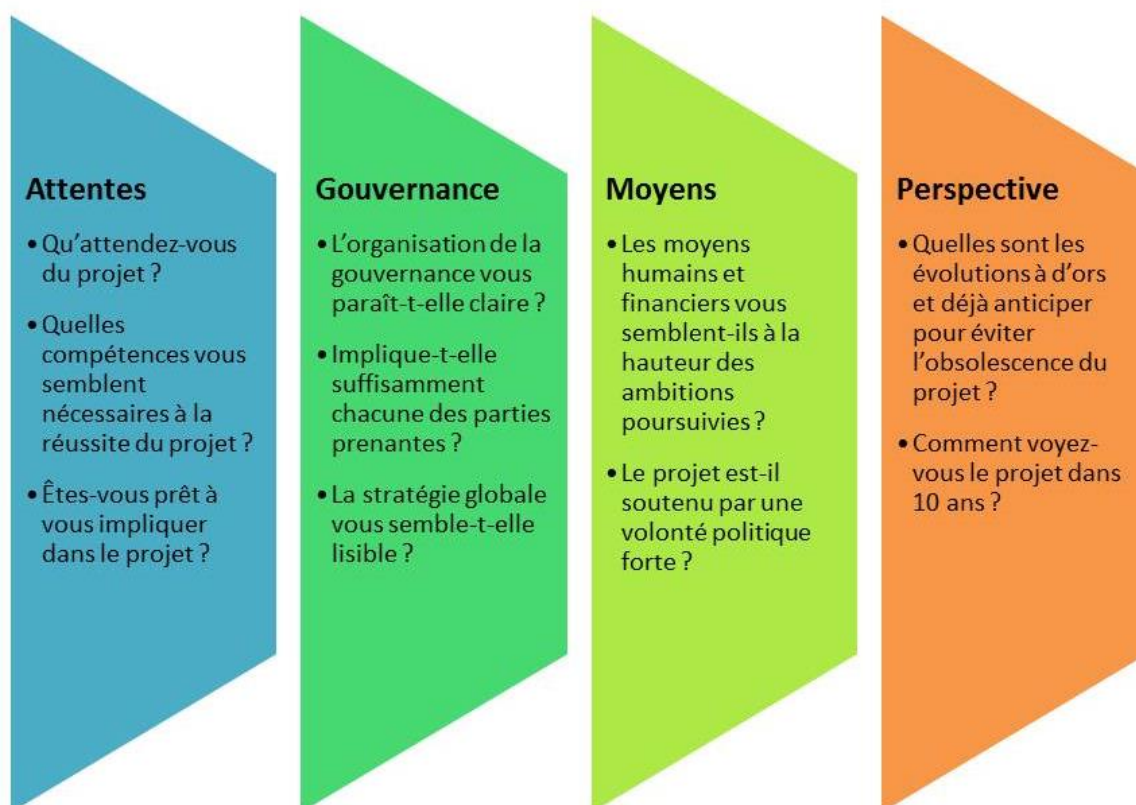 Attentes
• Qu'attendez-vous
du projet ?
• Quelles
compétences vous
semblent
nécessaires à la
réussite du projet ?
• Êtes-vous prêt à
vous impliquer
dans le projet ?
Gouvernance
• L'organisation de la
gouvernance vous
paraît-t-elle claire ?
• Implique-t-elle
suffisamment
chacune des parties
prenantes ?
• La stratégie globale
vous semble-t-elle
lisible ?
Moyens
• Les moyens
humains et
financiers vous
semblent-ils à la
hauteur des
ambitions
poursuivies ?
• Le projet est-il
soutenu par une
volonté politique
forte ?
Perspective
• Quelles sont les
évolutions à d'ors
et déjà anticiper
pour éviter
l'obsolescence du
projet ?
• Comment voyez-
vous le projet dans
10 ans ?